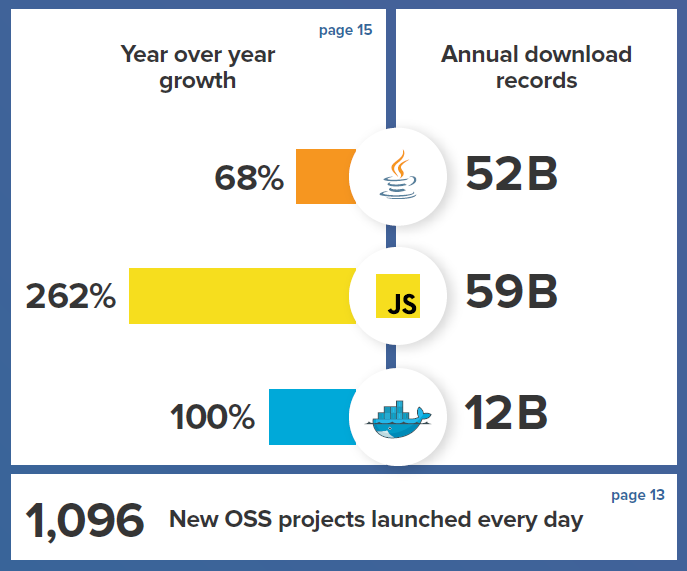 page 15
Year over year
growth
Annual download
records
68%
52B
262%
JS
59B
100%
12B
page 13
1,096
New OSS projects launched every day